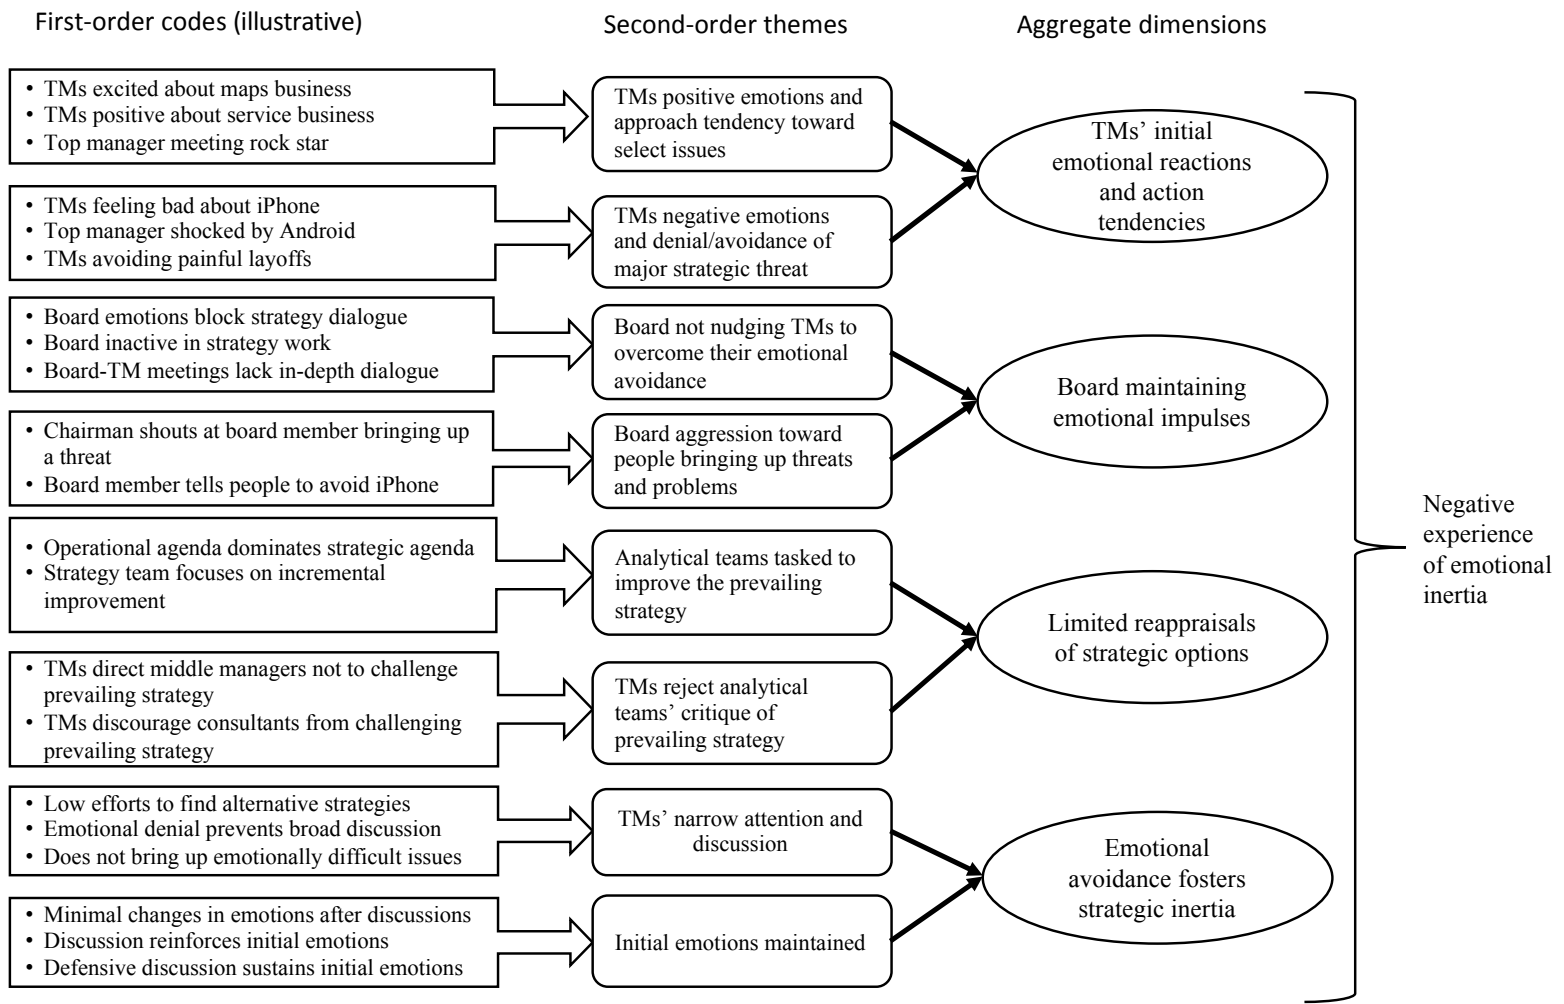 First-order codes (illustrative)
Second-order themes
Aggregate dimensions
• TMs excited about maps business
• TMs positive about service business
• Top manager meeting rock star
TMs positive emotions and
approach tendency toward
select issues
TMs’ initial
emotional reactions
and action
tendencies
• TMs feeling bad about iPhone
• Top manager shocked by Android
• TMs avoiding painful layoffs
TMs negative emotions
and denial/avoidance of
major strategic threat
• Board emotions block strategy dialogue
• Board inactive in strategy work
• Board-TM meetings lack in-depth dialogue
Board not nudging TMs to
overcome their emotional
avoidance
Board maintaining
emotional impulses
• Chairman shouts at board member bringing up
a threat
• Board member tells people to avoid iPhone
Board aggression toward
people bringing up threats
and problems
• Operational agenda dominates strategic agenda
• Strategy team focuses on incremental
improvement
Analytical teams tasked to
improve the prevailing
strategy
Limited reappraisals
of strategic options
• TMs direct middle managers not to challenge
prevailing strategy
• TMs discourage consultants from challenging
prevailing strategy
TMs reject analytical
teams’ critique of
prevailing strategy
• Low efforts to find alternative strategies
• Emotional denial prevents broad discussion
• Does not bring up emotionally difficult issues
TMs’ narrow attention and
discussion
Emotional
avoidance fosters
strategic inertia
• Minimal changes in emotions after discussions
• Discussion reinforces initial emotions
• Defensive discussion sustains initial emotions
Initial emotions maintained
Negative
experience
of emotional
inertia